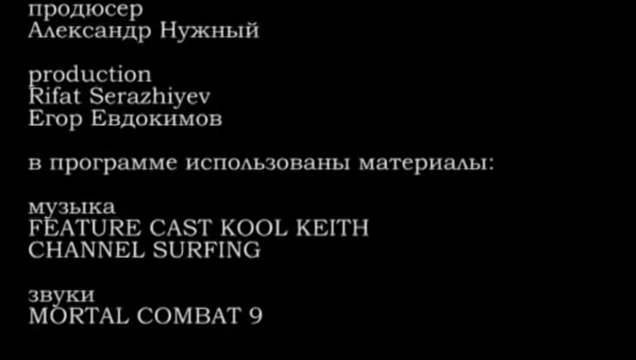 продюсер
Александр Нужный
production
Rifat Serazhiyev
Егор Евдокимов
в программе использованы материалы:
музыка
FEATURE CAST KOOL KEITH
CHANNEL SURFING
звуки
MORTAL COMBAT 9